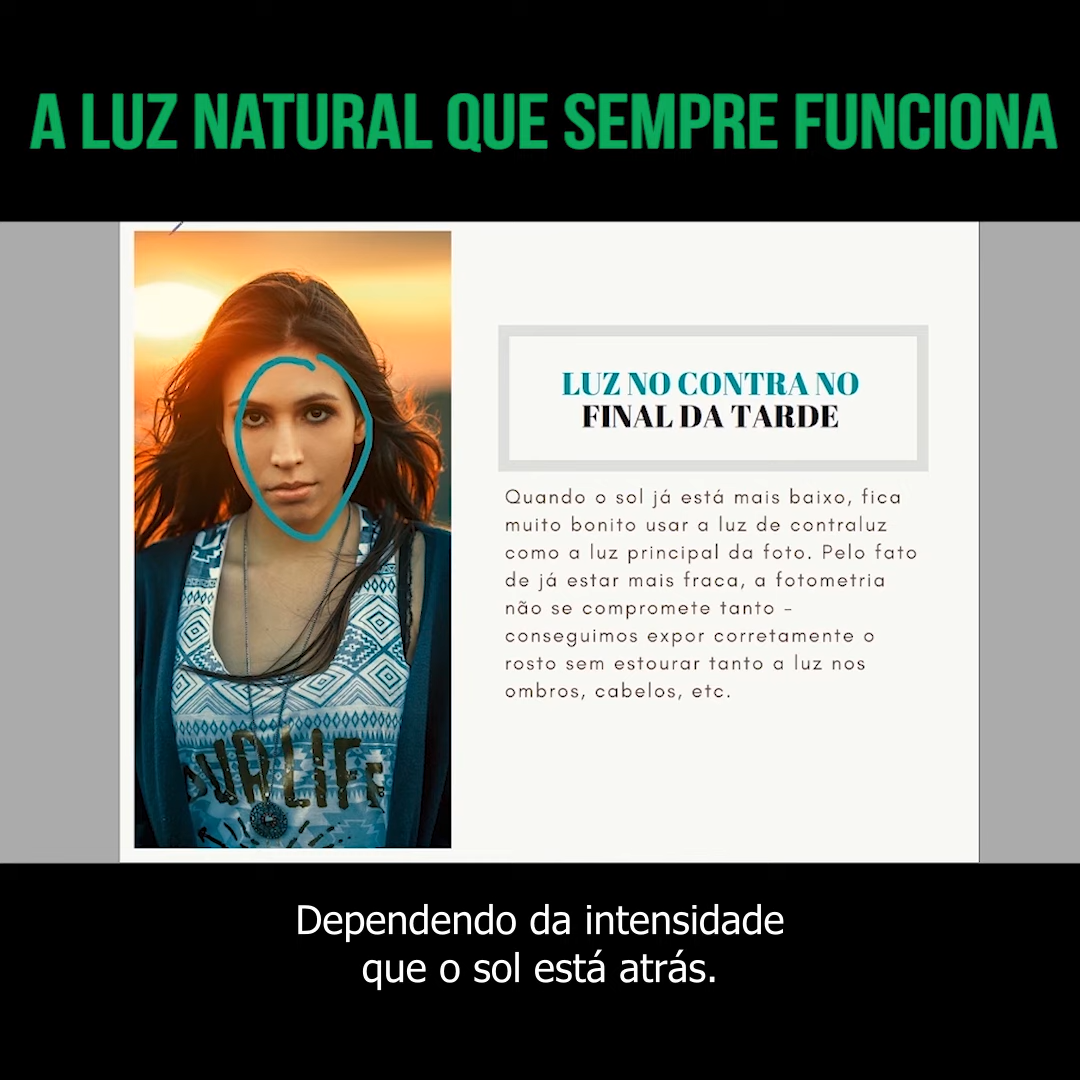 A LUZ NATURAL QUE SEMPRE FUNCIONA
LUZ NO CONTRA NO
FINAL DA TARDE
Quando o sol já está mais baixo, fica
muito bonito usar a luz de contraluz
como a luz principal da foto. Pelo fato
de já estar mais fraca, a fotometria
não se compromete tanto -
conseguimos expor corretamente o
rosto sem estourar tanto a luz nos
ombros, cabelos, etc.
OUR LIFE
Dependendo da intensidade
que o sol está atrás.